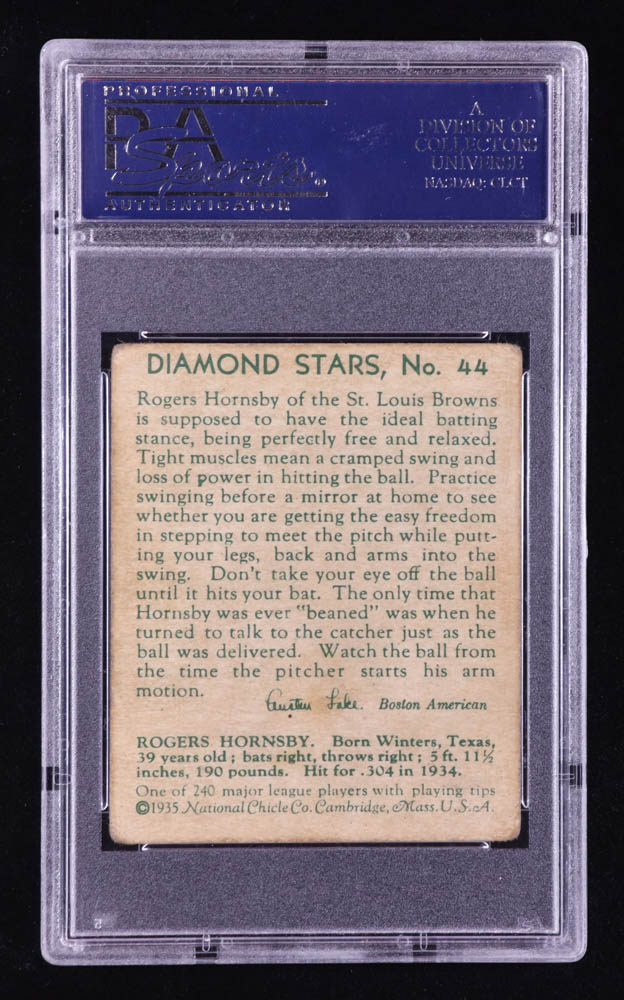 PROFESSIONAL
PSA
Sports
AUTHENTICATOR
A
DIVISION OF
COLLECTORS
UNIVERSE
NASDAQ: CLCT
DIAMOND STARS, No. 44
Rogers Hornsby of the St. Louis Browns
is supposed to have the ideal batting
stance, being perfectly free and relaxed.
Tight muscles mean a cramped swing and
loss of power in hitting the ball. Practice
swinging before a mirror at home to see
whether you are getting the easy freedom
in stepping to meet the pitch while putt-
ing your legs, back and arms into the
swing. Don't take your eye off the ball
until it hits your bat. The only time that
Hornsby was ever "beaned" was when he
turned to talk to the catcher just as the
ball was delivered. Watch the ball from
the time the pitcher starts his arm
motion.
Austen Lake. Boston American
ROGERS HORNSBY. Born Winters, Texas,
39 years old; bats right, throws right; 5 ft. 11½
inches, 190 pounds. Hit for .304 in 1934.
One of 240 major league players with playing tips
©1935 National Chicle Co. Cambridge, Mass. U.S.A.